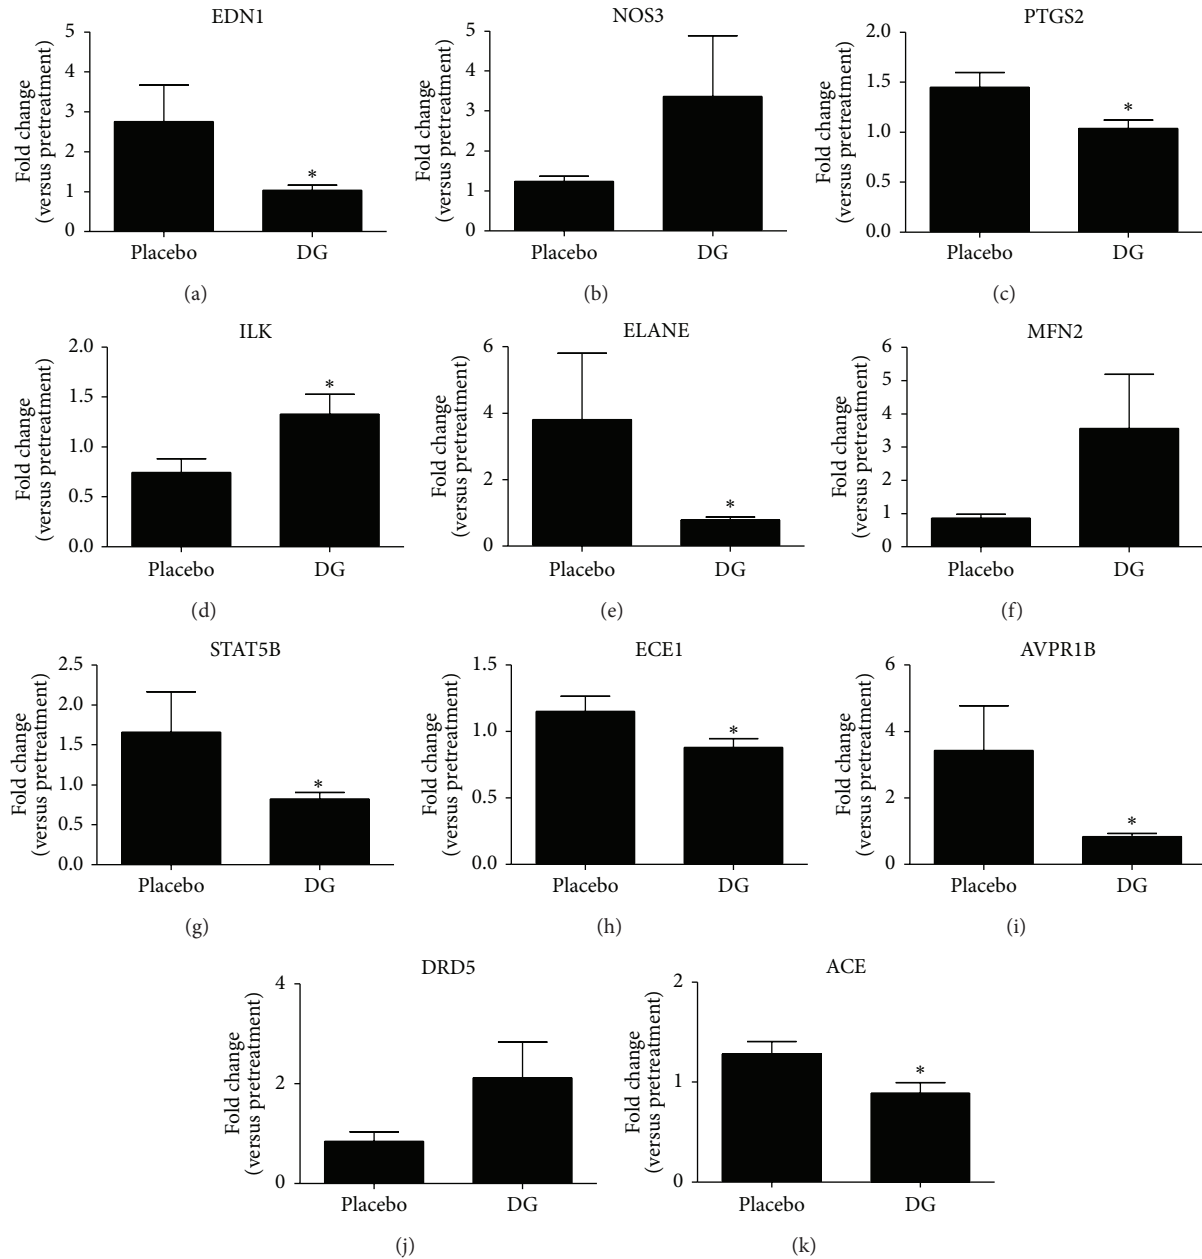 EDN1
5
4
3
2
1
0
Fold change
(versus pretreatment)
*
Placebo
DG
(a)
NOS3
5
4
3
2
1
0
Fold change
(versus pretreatment)
Placebo
DG
(b)
PTGS2
2.0
1.5
1.0
0.5
0.0
Fold change
(versus pretreatment)
*
Placebo
DG
(c)
ILK
2.0
1.5
1.0
0.5
0.0
Fold change
(versus pretreatment)
*
Placebo
DG
(d)
ELANE
6
4
2
0
Fold change
(versus pretreatment)
*
Placebo
DG
(e)
MFN2
6
5
4
3
2
1
0
Fold change
(versus pretreatment)
Placebo
DG
(f)
STAT5B
2.5
2.0
1.5
1.0
0.5
0.0
Fold change
(versus pretreatment)
*
Placebo
DG
(g)
ECE1
1.5
1.0
0.5
0.0
Fold change
(versus pretreatment)
*
Placebo
DG
(h)
AVPR1B
6
4
2
0
Fold change
(versus pretreatment)
*
Placebo
DG
(i)
DRD5
4
2
0
Fold change
(versus pretreatment)
Placebo
DG
(j)
ACE
2
1
0
Fold change
(versus pretreatment)
*
Placebo
DG
(k)